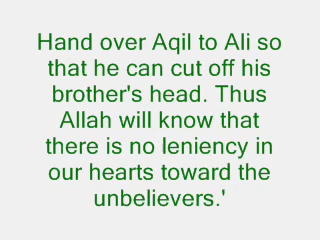 Hand over Aqil to Ali so
that he can cut off his
brother's head. Thus
Allah will know that
there is no leniency in
our hearts toward the
unbelievers.'